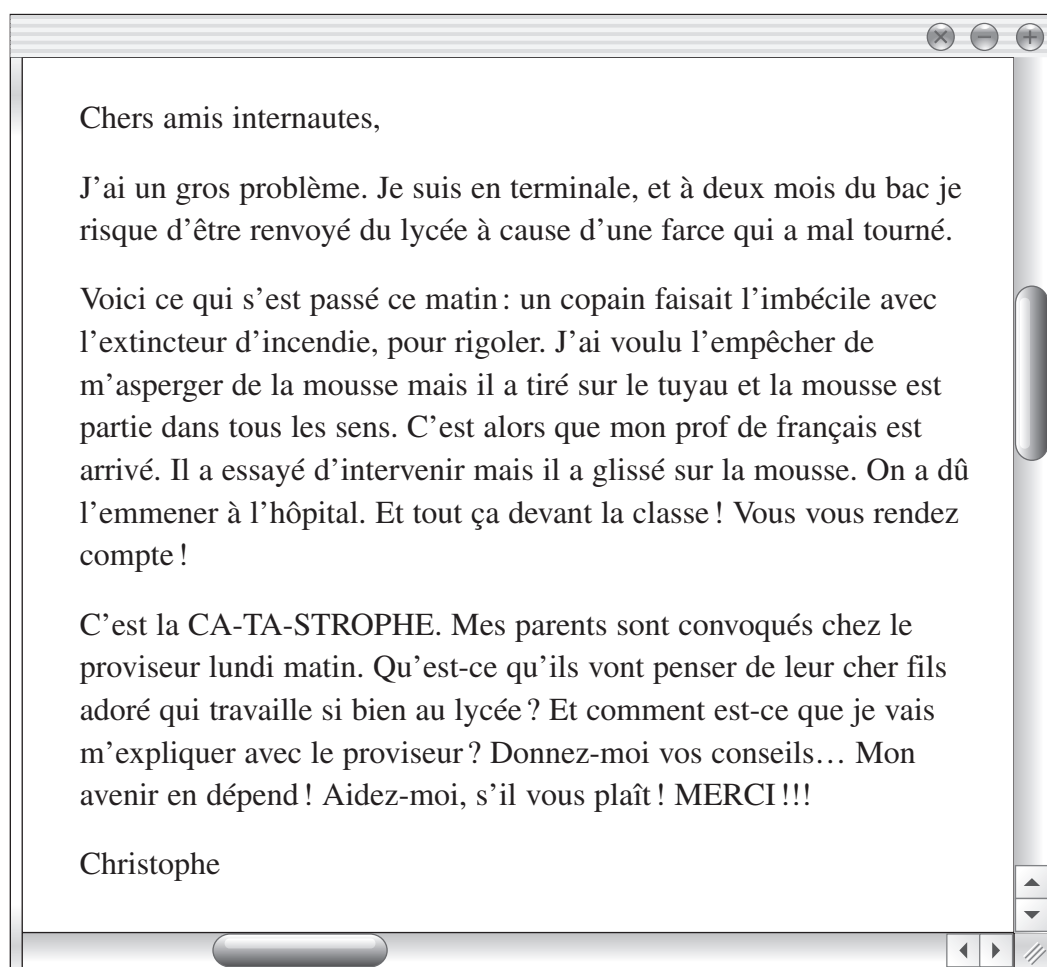 Chers amis internautes,
J’ai un gros problème. Je suis en terminale, et à deux mois du bac je
risque d’être renvoyé du lycée à cause d’une farce qui a mal tourné.
Voici ce qui s’est passé ce matin : un copain faisait l’imbécile avec
l’extincteur d’incendie, pour rigoler. J’ai voulu l’empêcher de
m’asperger de la mousse mais il a tiré sur le tuyau et la mousse est
partie dans tous les sens. C’est alors que mon prof de français est
arrivé. Il a essayé d’intervenir mais il a glissé sur la mousse. On a dû
l’emmener à l’hôpital. Et tout ça devant la classe ! Vous vous rendez
compte !
C’est la CA-TA-STROPHE. Mes parents sont convoqués chez le
proviseur lundi matin. Qu’est-ce qu’ils vont penser de leur cher fils
adoré qui travaille si bien au lycée ? Et comment est-ce que je vais
m’expliquer avec le proviseur ? Donnez-moi vos conseils… Mon
avenir en dépend ! Aidez-moi, s’il vous plaît ! MERCI !!!
Christophe